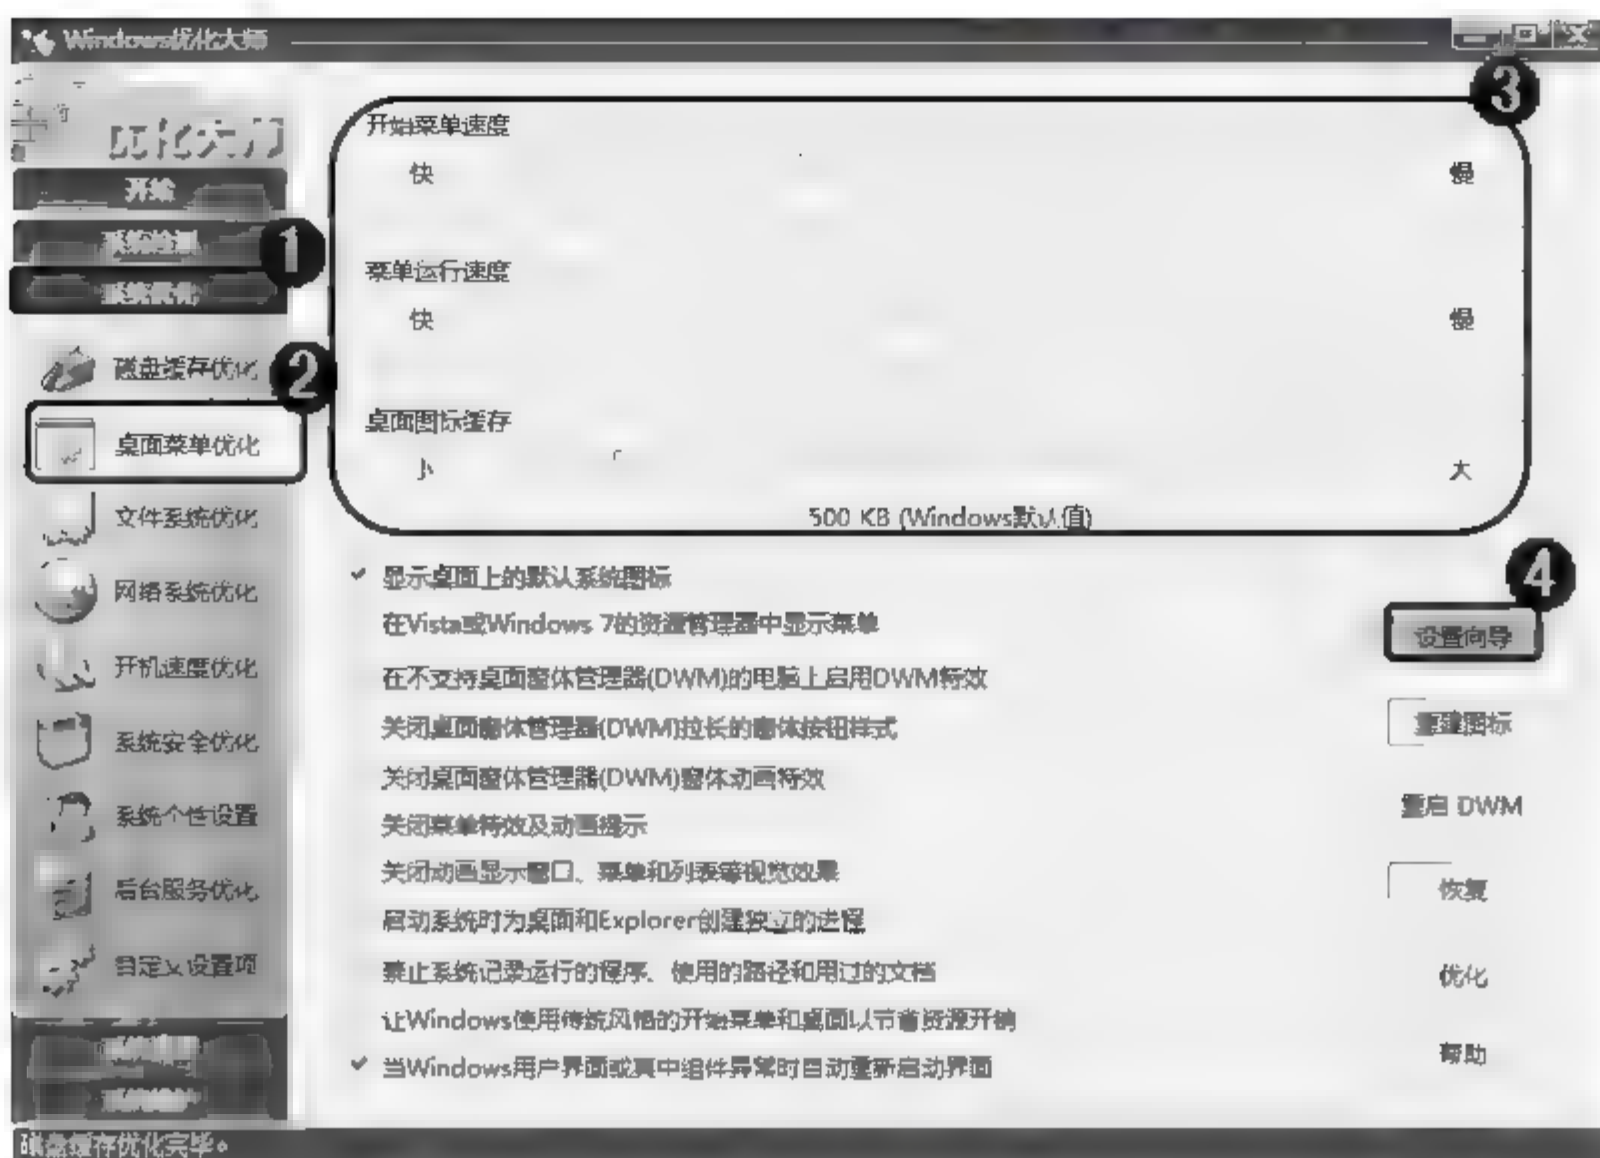 Windows优化大师
优化大师
开始
系统检测
系统优化
1
磁盘缓存优化
2
桌面菜单优化
文件系统优化
网络系统优化
开机速度优化
系统安全优化
系统个性设置
后台服务优化
自定义设置项
3
开始菜单速度
快 慢
菜单运行速度
快 慢
桌面图标缓存
小 大
500 KB (Windows默认值)
4
显示桌面上的默认系统图标
在Vista或Windows 7的资源管理器中显示菜单
在不支持桌面窗体管理器(DWM)的电脑上启用DWM特效
关闭桌面窗体管理器(DWM)拉长的窗体按钮样式
关闭桌面窗体管理器(DWM)窗体动画特效
关闭菜单特效及动画提示
关闭动画显示窗口、菜单和列表等视觉效果
启动系统时为桌面和Explorer创建独立的进程
禁止系统记录运行的程序、使用的路径和用过的文档
让Windows使用传统风格的开始菜单和桌面以节省资源开销
当Windows用户界面或其中组件异常时自动重新启动界面
设置向导
重建图标
重启 DWM
恢复
优化
帮助
磁盘缓存优化完毕。